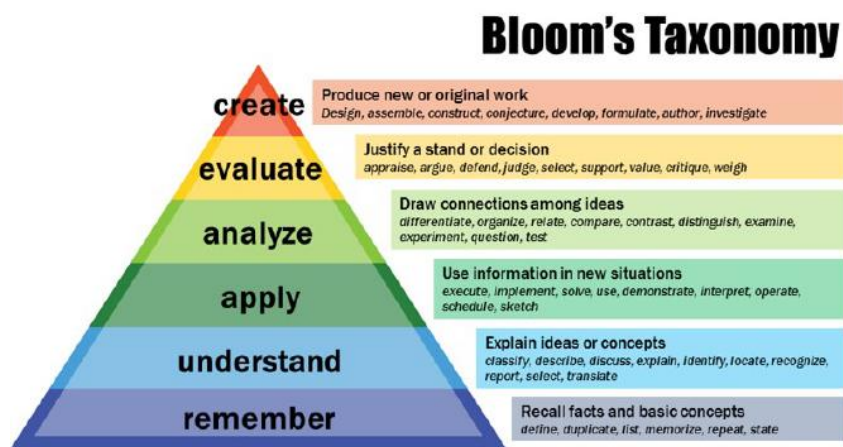 Bloom's Taxonomy
create
Produce new or original work
Design, assemble, construct, conjecture, develop, formulate, author, investigate
evaluate
Justify a stand or decision
appraise, argue, defend, judge, select, support, value, critique, weigh
analyze
Draw connections among ideas
differentiate, organize, relate, compare, contrast, distinguish, examine,
experiment, question, test
apply
Use information in new situations
execute, implement, solve, use, demonstrate, interpret, operate,
schedule, sketch
understand
Explain ideas or concepts
classify, describe, discuss, explain, identify, locate, recognize,
report, select, translate
remember
Recall facts and basic concepts
define, duplicate, list, memorize, repeat, state